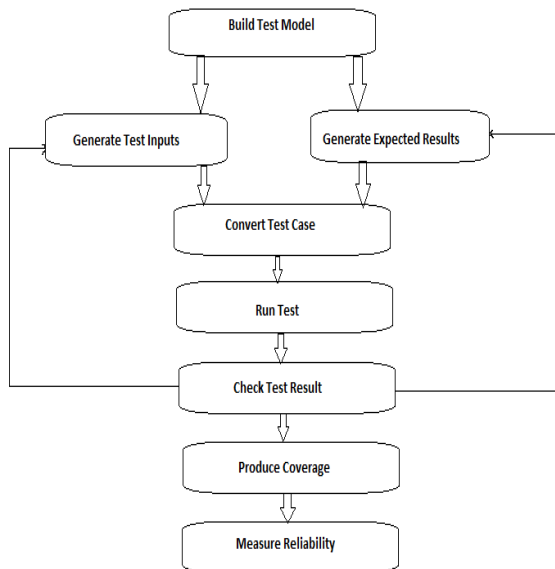 Build Test Model
Generate Test Inputs
Generate Expected Results
Convert Test Case
Run Test
Check Test Result
Produce Coverage
Measure Reliability